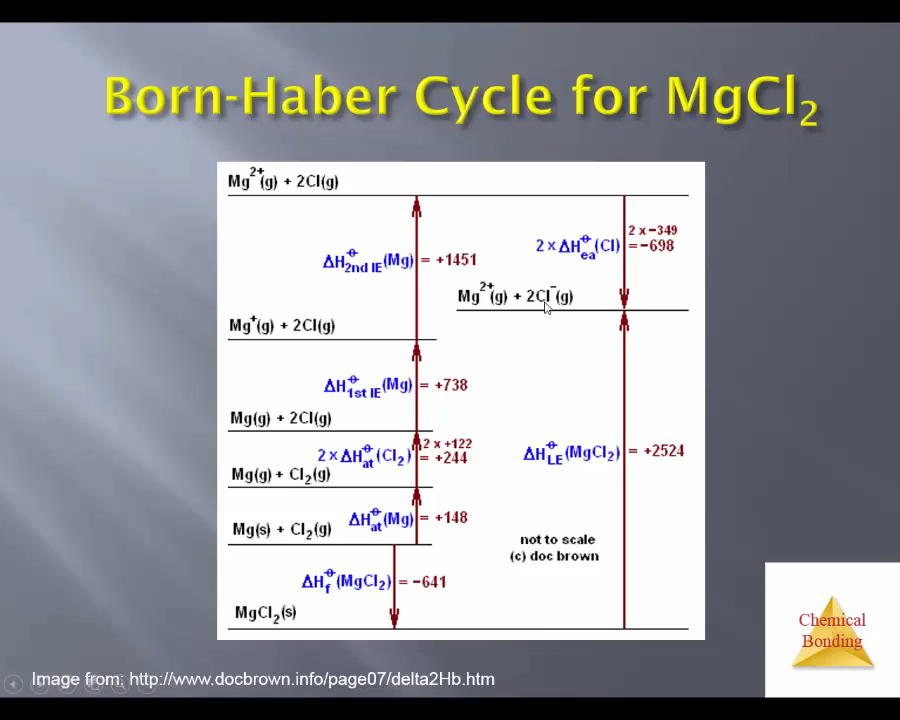 Born-Haber Cycle for MgCl₂
Mg²⁺(g) + 2Cl(g)
2 x −349
2 × ΔH⦵ea(Cl) = −698
ΔH⦵2nd IE(Mg) = +1451
Mg²⁺(g) + 2Cl⁻(g)
Mg⁺(g) + 2Cl(g)
ΔH⦵1st IE(Mg) = +738
Mg(g) + 2Cl(g)
2 x +122
2 × ΔH⦵at(Cl₂) = +244
ΔH⦵LE(MgCl₂) = +2524
Mg(g) + Cl₂(g)
ΔH⦵at(Mg) = +148
Mg(s) + Cl₂(g)
not to scale
(c) doc brown
ΔH⦵f(MgCl₂) = −641
MgCl₂(s)
Chemical
Bonding
Image from: http://www.docbrown.info/page07/delta2Hb.htm